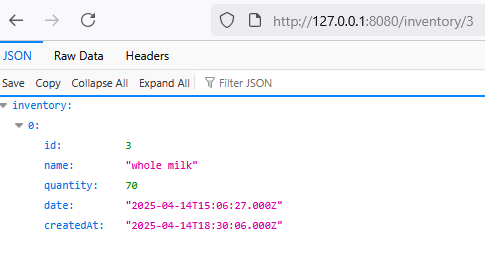 http://127.0.0.1:8080/inventory/3
JSON Raw Data Headers
Save Copy Collapse All Expand All Filter JSON
inventory:
0:
id: 3
name: "whole milk"
quantity: 70
date: "2025-04-14T15:06:27.000Z"
createdAt: "2025-04-14T18:30:06.000Z"